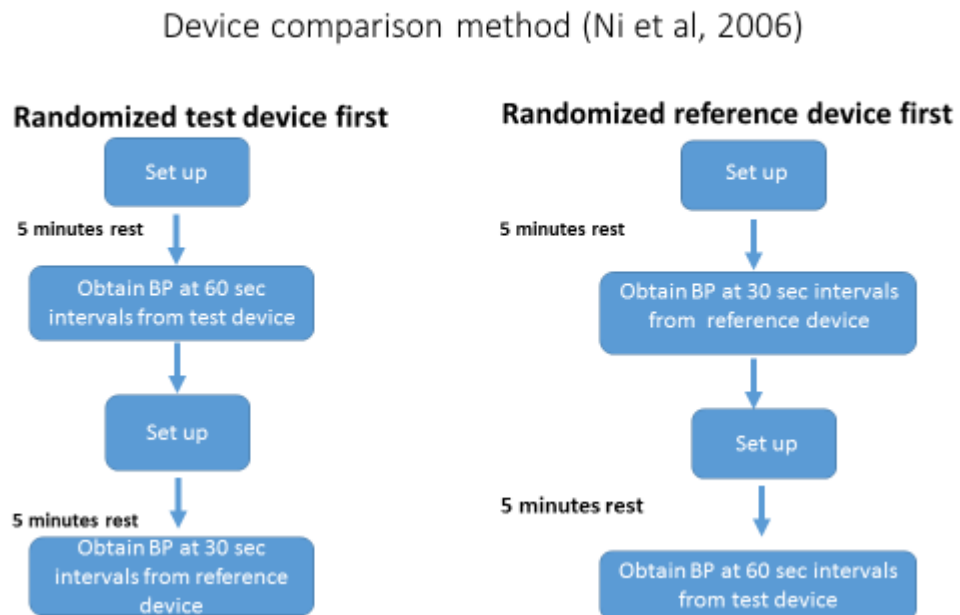 Device comparison method (Ni et al, 2006)
Randomized test device first
Set up
5 minutes rest
Obtain BP at 60 sec
intervals from test device
Set up
5 minutes rest
Obtain BP at 30 sec
intervals from reference
device
Randomized reference device first
Set up
5 minutes rest
Obtain BP at 30 sec intervals
from reference device
Set up
5 minutes rest
Obtain BP at 60 sec intervals
from test device